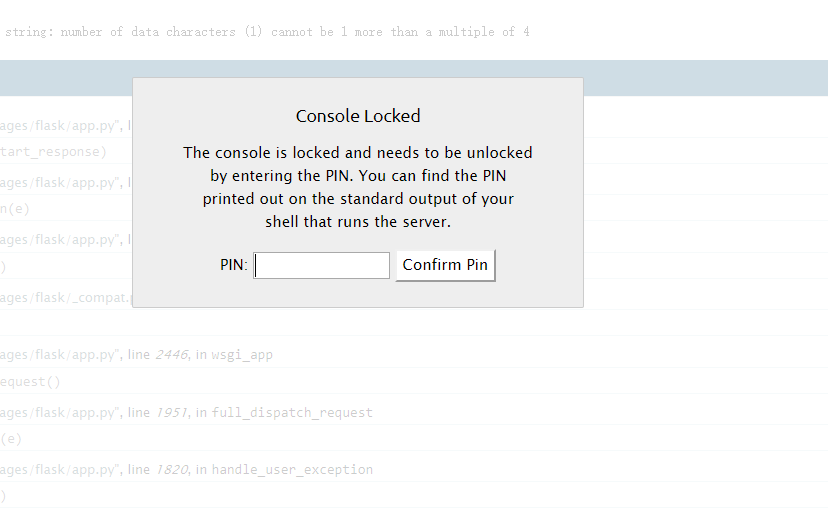 string: number of data characters (1) cannot be 1 more than a multiple of 4
Console Locked
The console is locked and needs to be unlocked
by entering the PIN. You can find the PIN
printed out on the standard output of your
shell that runs the server.
PIN:
Confirm Pin
ages/flask/app.py", l
tart_response)
ages/flask/app.py", l
n(e)
ages/flask/app.py", l
)
ages/flask/_compat.p
ages/flask/app.py", line 2446, in wsgi_app
equest()
ages/flask/app.py", line 1951, in full_dispatch_request
(e)
ages/flask/app.py", line 1820, in handle_user_exception
)